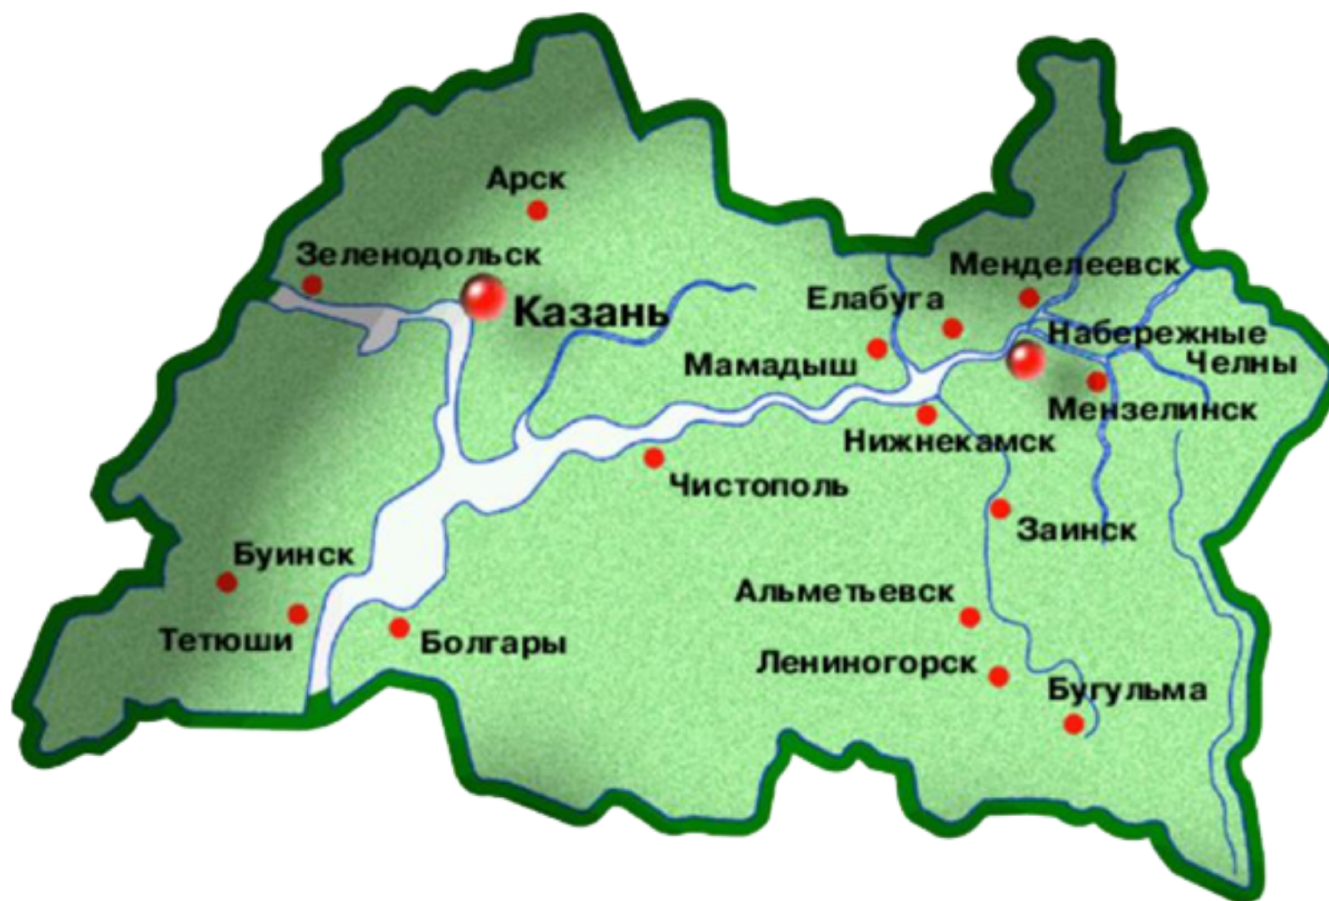 Арск
Зеленодольск
Менделеевск
Елабуга
Казань
Набережные
Челны
Мамадыш
Мензелинск
Нижнекамск
Чистополь
Заинск
Буинск
Альметьевск
Тетюши
Болгары
Лениногорск
Бугульма